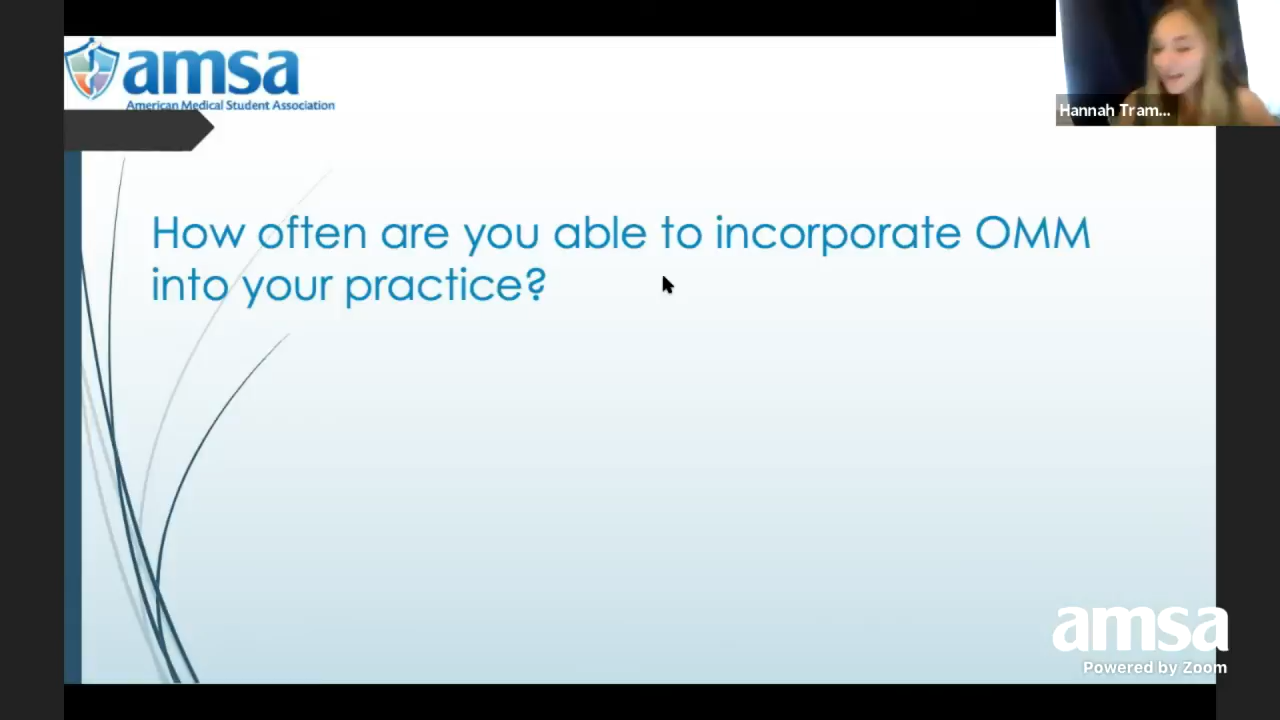 amsa
American Medical Student Association
Hannah Tram...
How often are you able to incorporate OMM
into your practice?
amsa
Powered by Zoom